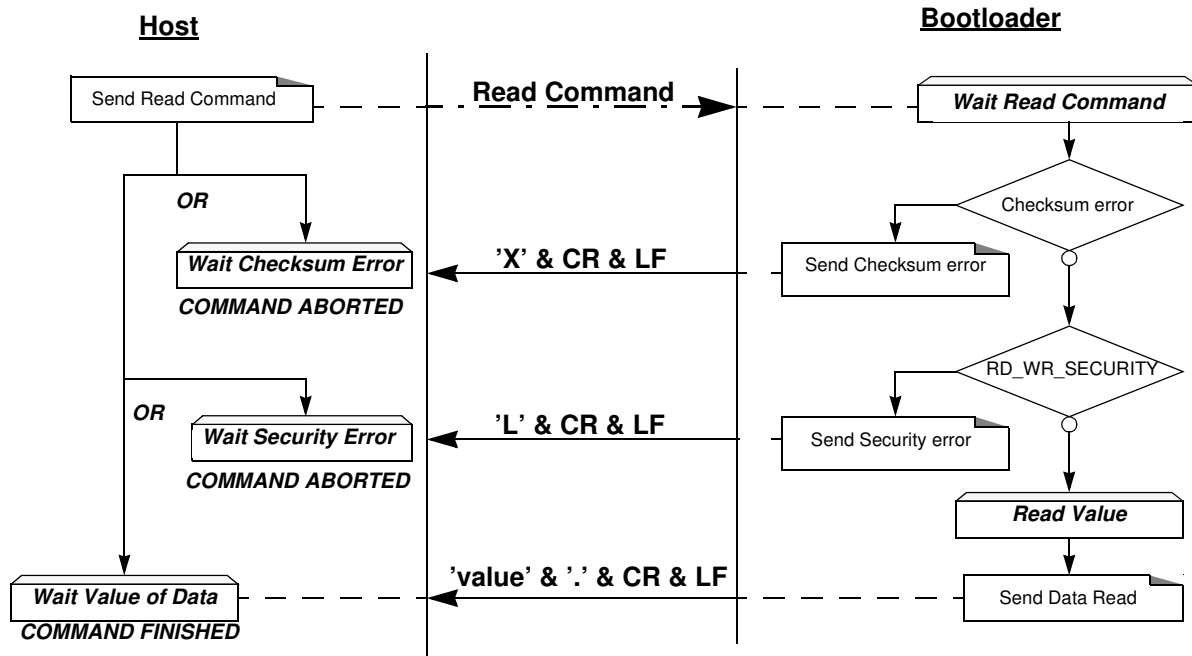 Host
Bootloader
Send Read Command
Read Command
Wait Read Command
OR
Checksum error
Wait Checksum Error
’X’ & CR & LF
Send Checksum error
COMMAND ABORTED
RD_WR_SECURITY
OR
Wait Security Error
’L’ & CR & LF
Send Security error
COMMAND ABORTED
Read Value
’value’ & ’.’ & CR & LF
Wait Value of Data
Send Data Read
COMMAND FINISHED